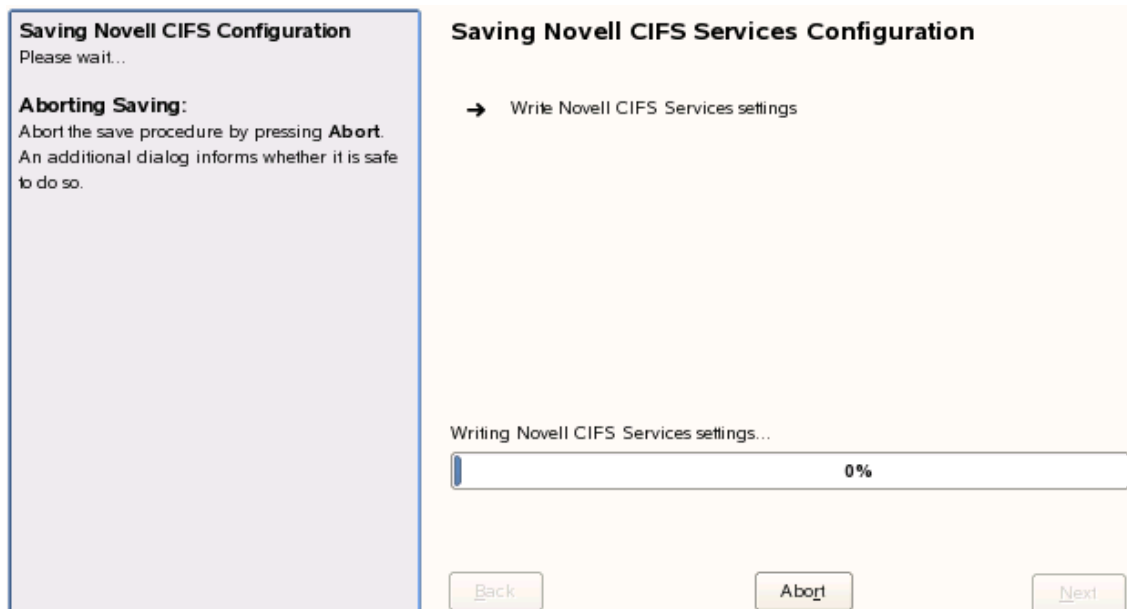 Saving Novell CIFS Configuration
Please wait...
Aborting Saving:
Abort the save procedure by pressing Abort.
An additional dialog informs whether it is safe
to do so.
Saving Novell CIFS Services Configuration
Write Novell CIFS Services settings
Writing Novell CIFS Services settings...
0%
Back
Abort
Next